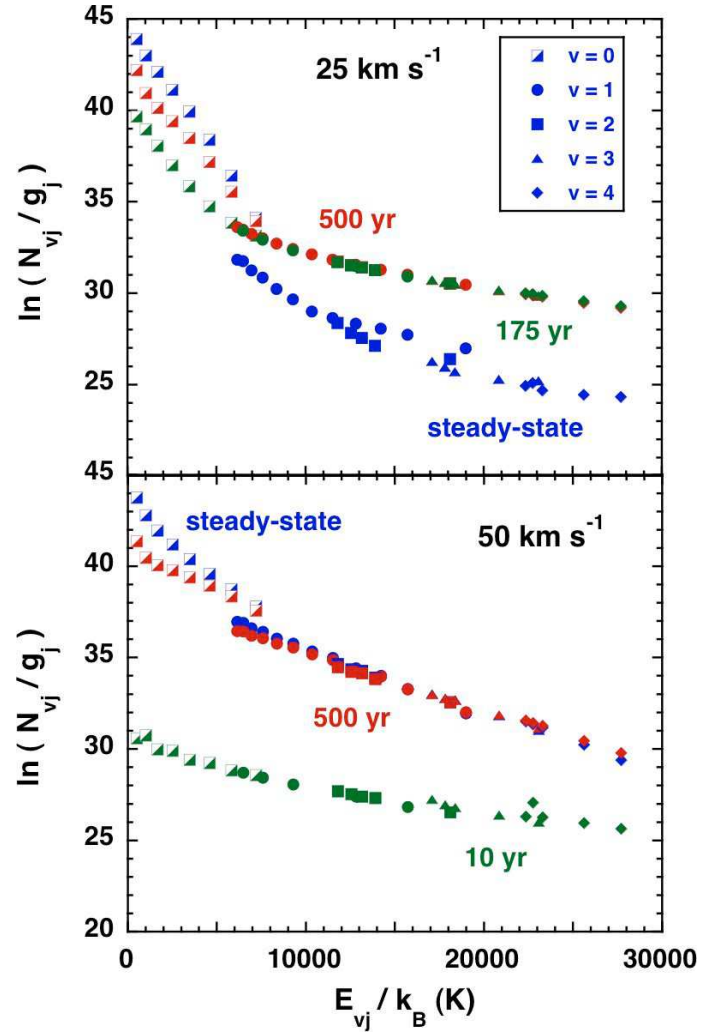 45
40
35
30
25
45
ln ( N_vj / g_j )
25 km s⁻¹
v = 0
v = 1
v = 2
v = 3
v = 4
500 yr
175 yr
steady-state
40
35
30
25
20
ln ( N_vj / g_j )
steady-state
50 km s⁻¹
500 yr
10 yr
0
10000
20000
30000
E_vj / k_B (K)